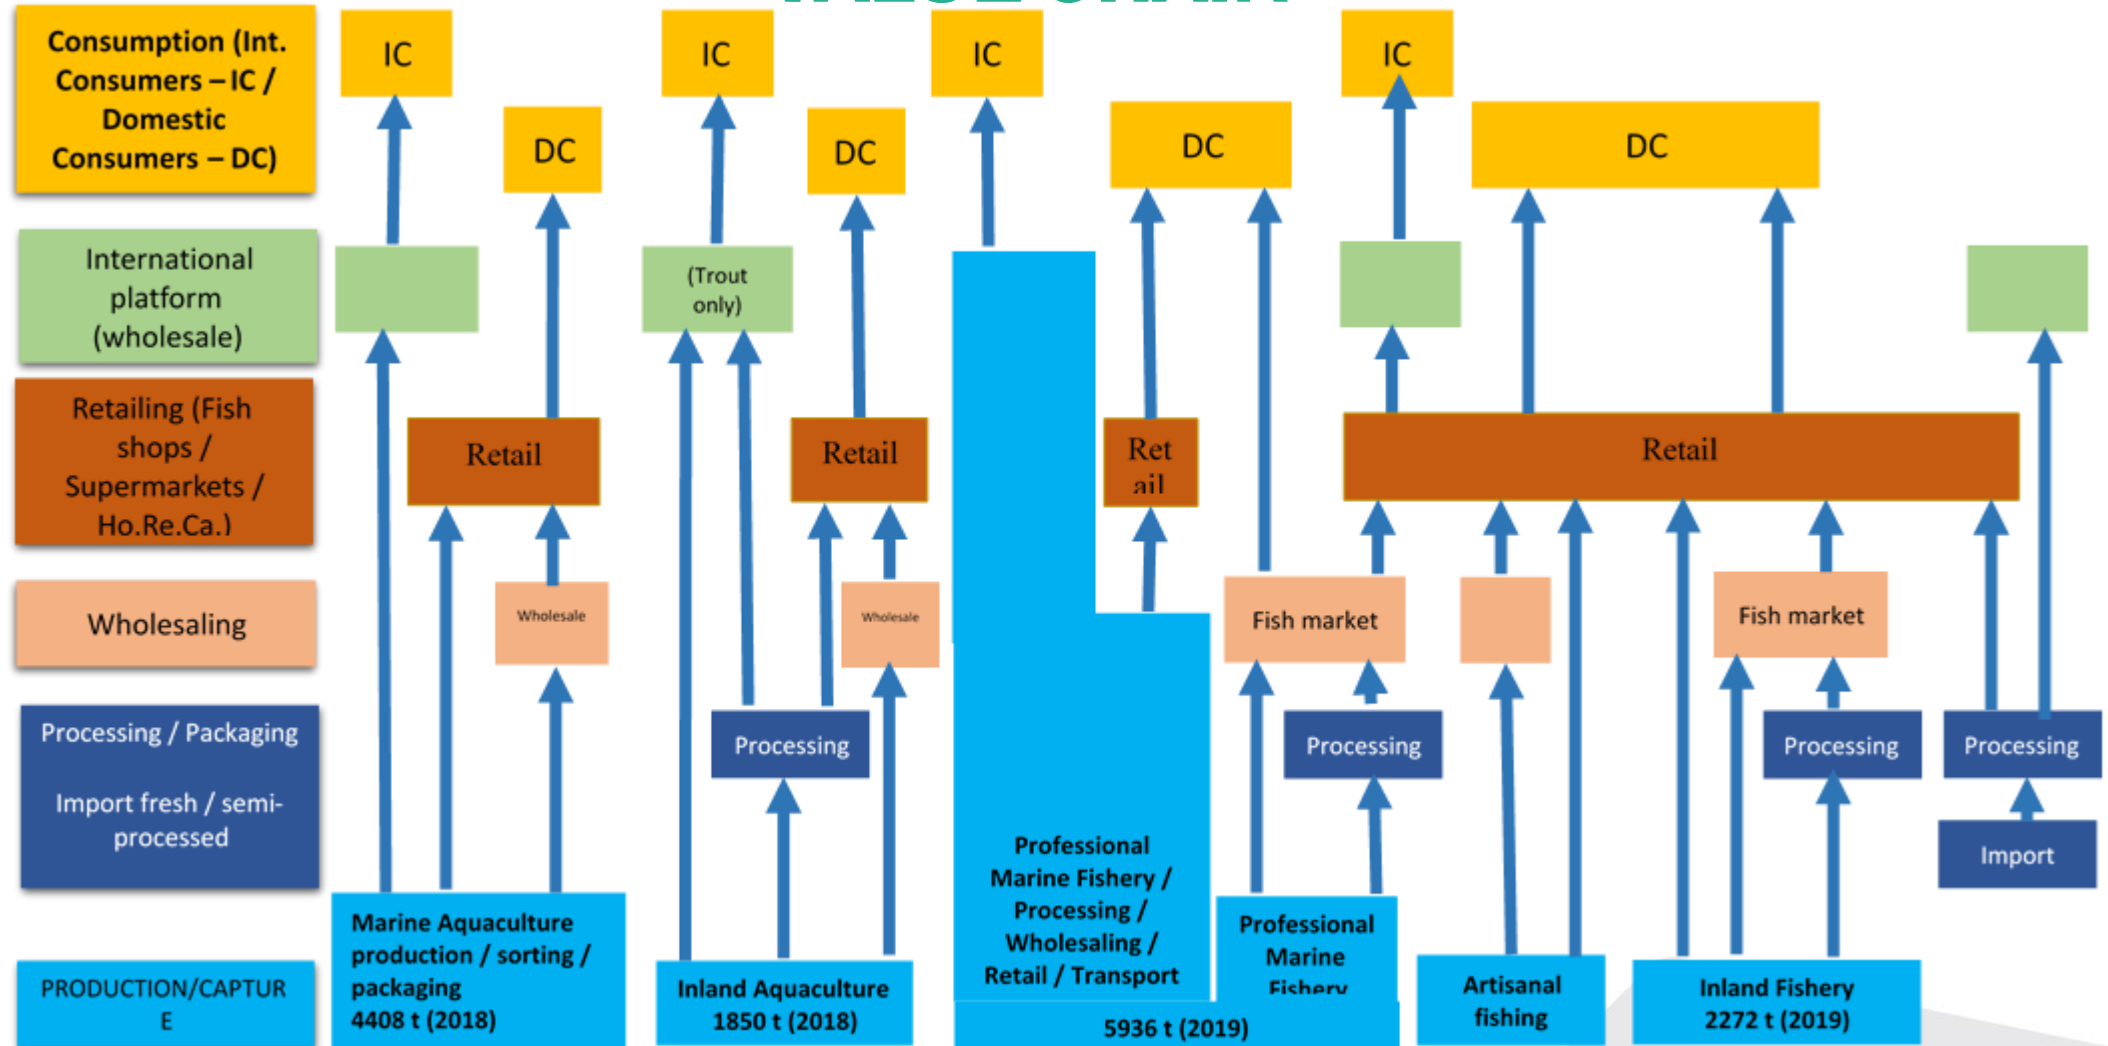 VALUE CHAIN
Consumption (Int.
Consumers – IC /
Domestic
Consumers – DC)
IC
IC
IC
IC
DC
DC
DC
DC
International
platform
(wholesale)
(Trout
only)
Retailing (Fish
shops /
Supermarkets /
Ho.Re.Ca.)
Retail
Retail
Ret
ail
Retail
Wholesaling
Wholesale
Wholesale
Fish market
Fish market
Processing / Packaging
Import fresh / semi-
processed
Processing
Processing
Processing
Processing
Import
PRODUCTION/CAPTUR
E
Marine Aquaculture
production / sorting /
packaging
4408 t (2018)
Inland Aquaculture
1850 t (2018)
Professional
Marine Fishery /
Processing /
Wholesaling /
Retail / Transport
Professional
Marine
Fishery
5936 t (2019)
Artisanal
fishing
Inland Fishery
2272 t (2019)